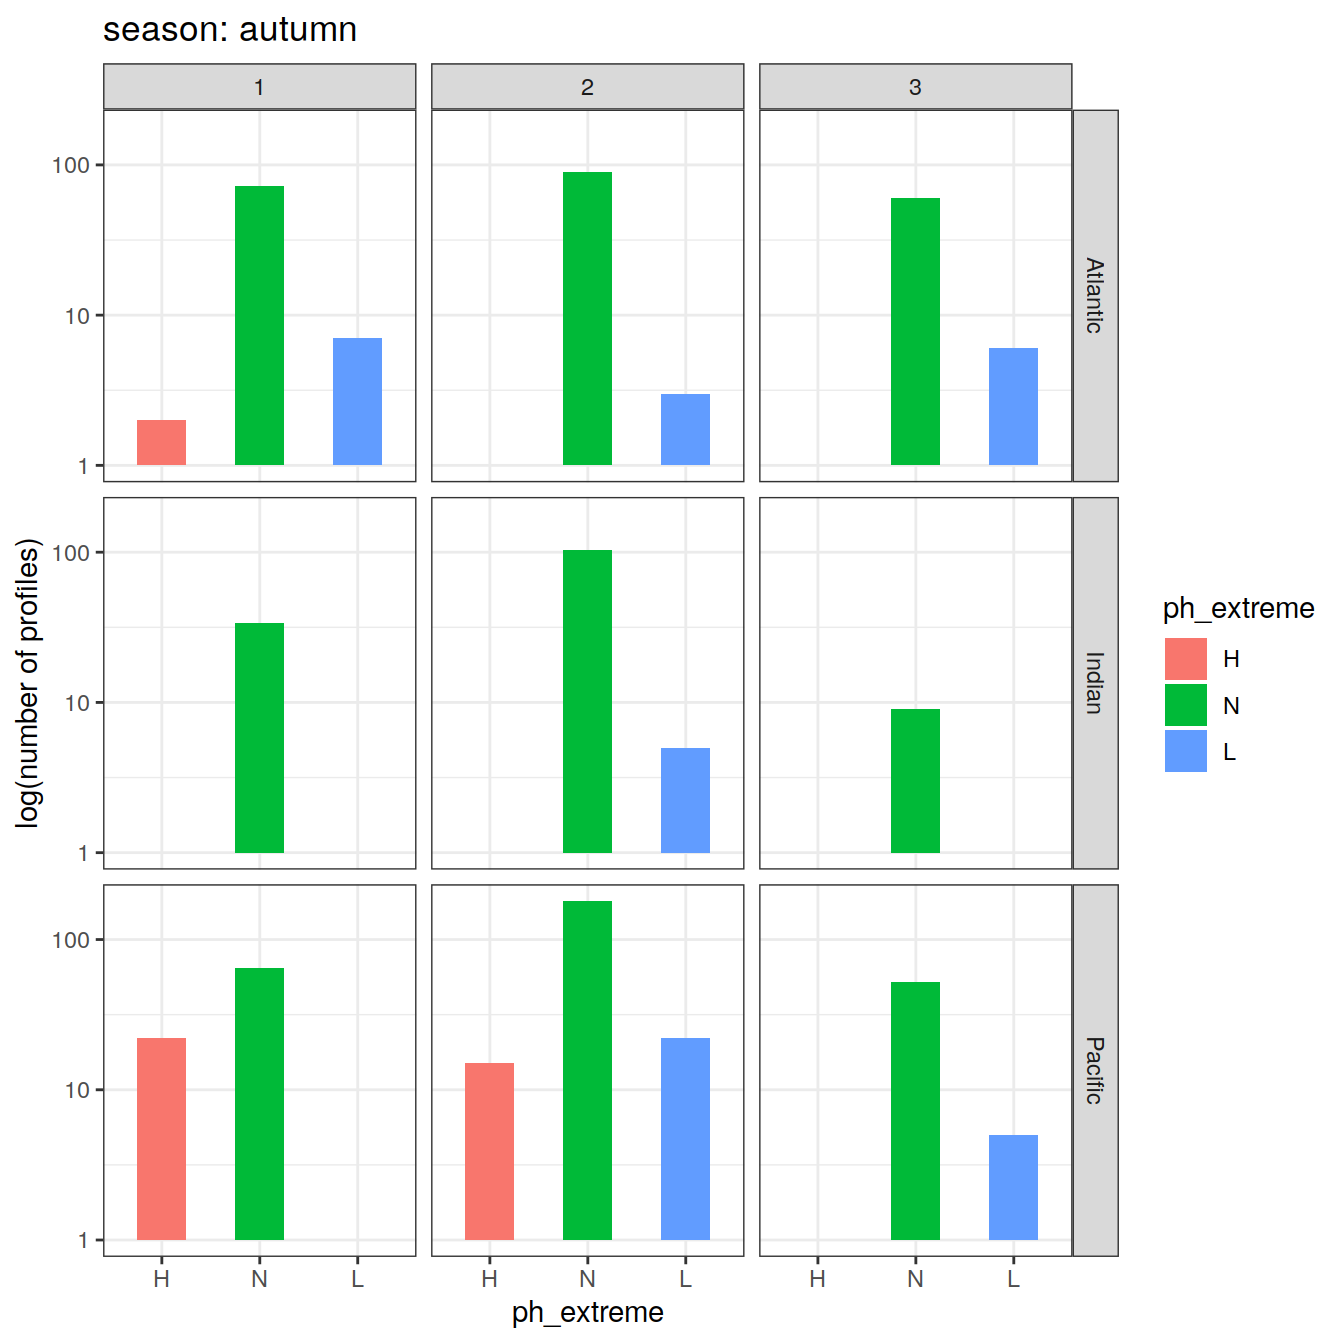 season: autumn
1 2 3
100
10
1
Atlantic
100
10
1
Indian
100
10
1
Pacific
log(number of profiles)
H N L H N L H N L
ph_extreme
ph_extreme
H
N
L